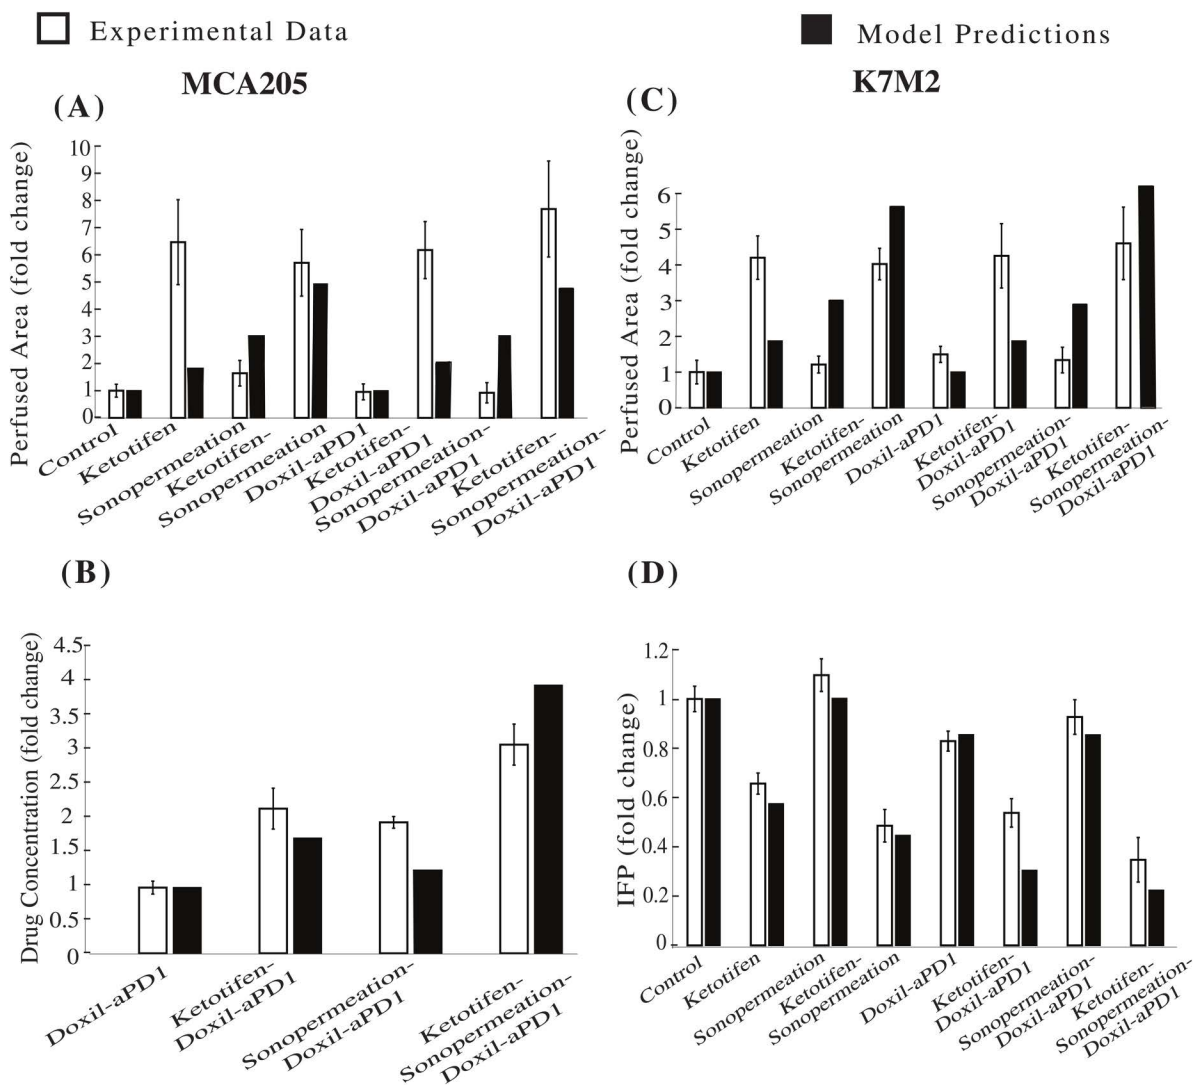 Experimental Data
Model Predictions
MCA205
K7M2
(A)
Perfused Area (fold change)
10
9
8
7
6
5
4
3
2
1
0
Control
Ketotifen
Sonopermeation
Ketotifen-
Sonopermeation
Doxil-aPD1
Ketotifen-
Doxil-aPD1
Sonopermeation-
Doxil-aPD1
Ketotifen-
Sonopermeation-
Doxil-aPD1
(C)
Perfused Area (fold change)
6
5
4
3
2
1
0
Control
Ketotifen
Sonopermeation
Ketotifen-
Sonopermeation
Doxil-aPD1
Ketotifen-
Doxil-aPD1
Sonopermeation-
Doxil-aPD1
Ketotifen-
Sonopermeation-
Doxil-aPD1
(B)
Drug Concentration (fold change)
4.5
4
3.5
3
2.5
2
1.5
1
0.5
0
Doxil-aPD1
Ketotifen-
Doxil-aPD1
Sonopermeation-
Doxil-aPD1
Ketotifen-
Sonopermeation-
Doxil-aPD1
(D)
IFP (fold change)
1.2
1
0.8
0.6
0.4
0.2
0
Control
Ketotifen
Sonopermeation
Ketotifen-
Sonopermeation
Doxil-aPD1
Ketotifen-
Doxil-aPD1
Sonopermeation-
Doxil-aPD1
Ketotifen-
Sonopermeation-
Doxil-aPD1